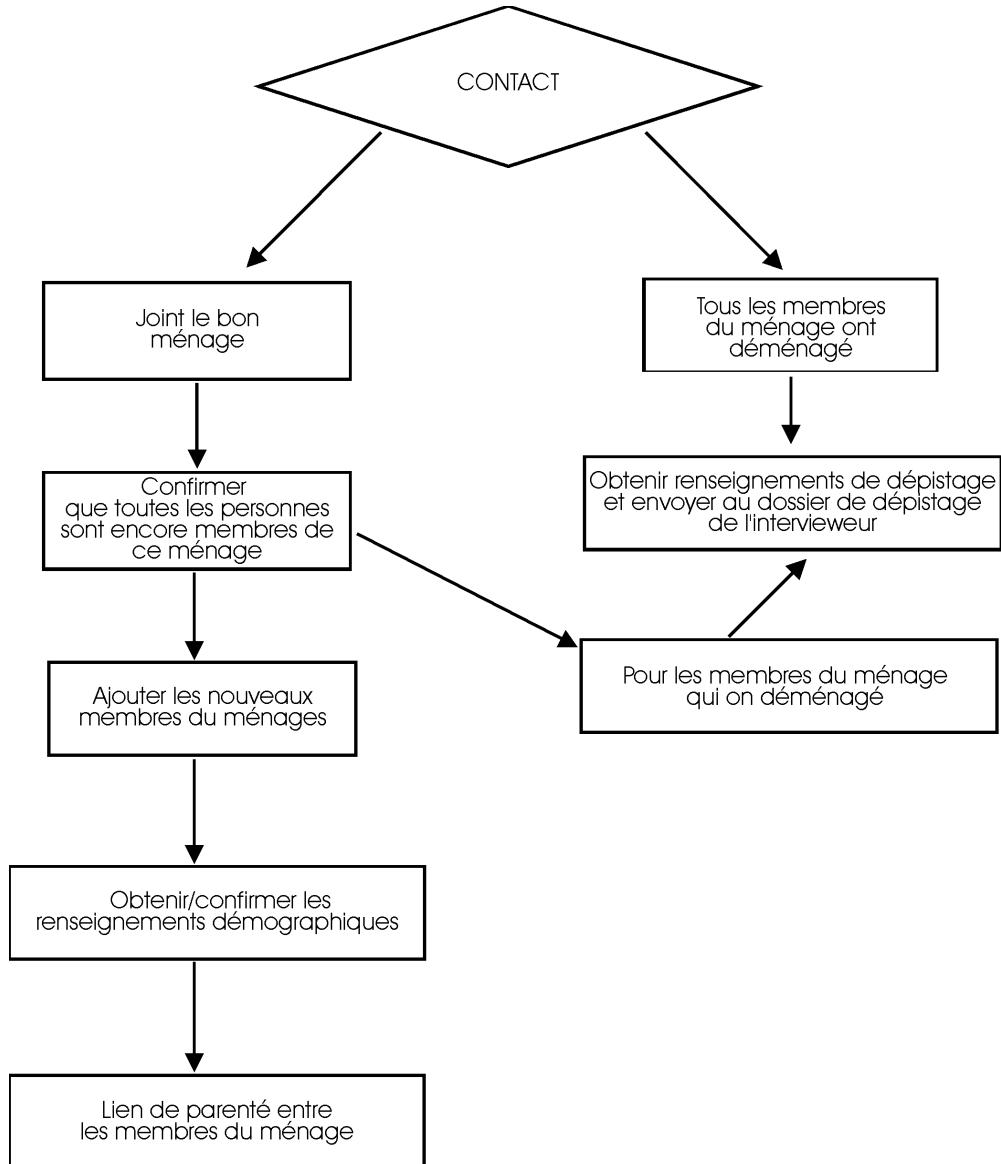 CONTACT
Joint le bon
ménage
Tous les membres
du ménage ont
déménagé
Confirmer
que toutes les personnes
sont encore membres de
ce ménage
Obtenir renseignements de dépistage
et envoyer au dossier de dépistage
de l'intervieweur
Ajouter les nouveaux
membres du ménages
Pour les membres du ménage
qui on déménagé
Obtenir/confirmer les
renseignements démographiques
Lien de parenté entre
les membres du ménage